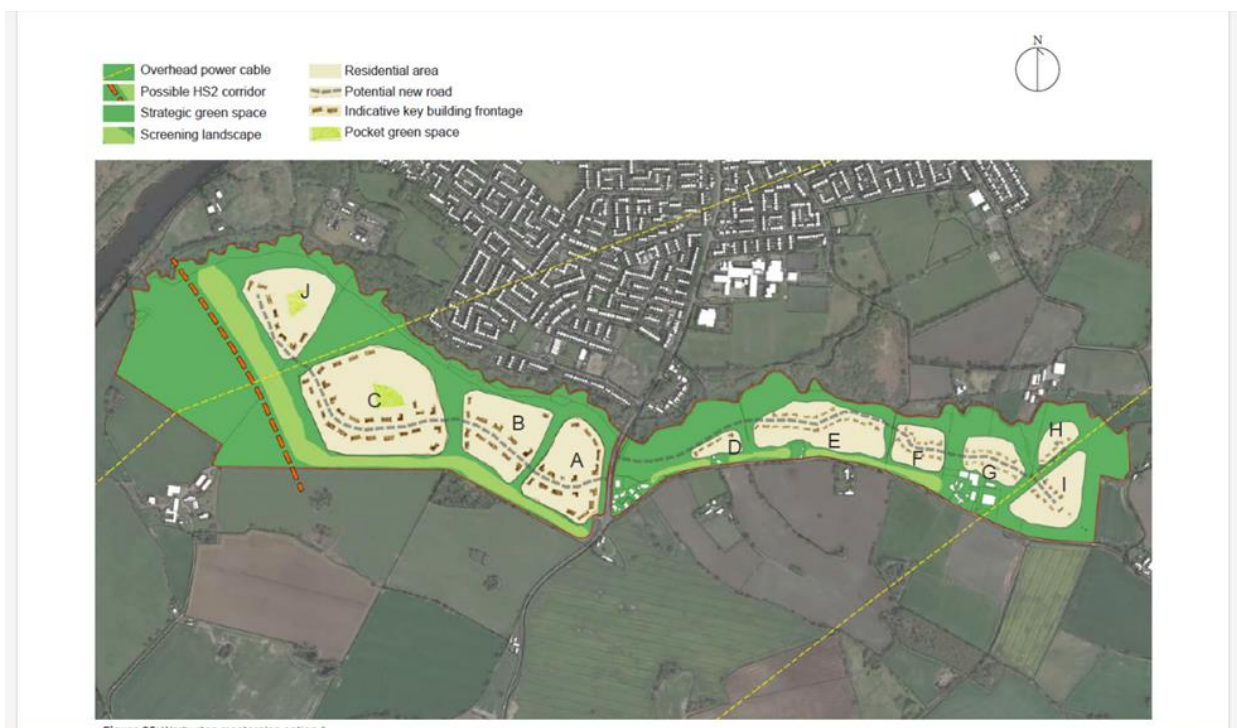 N
Overhead power cable
Possible HS2 corridor
Strategic green space
Screening landscape
Residential area
Potential new road
Indicative key building frontage
Pocket green space
J
C
B
A
D
E
F
G
H
I